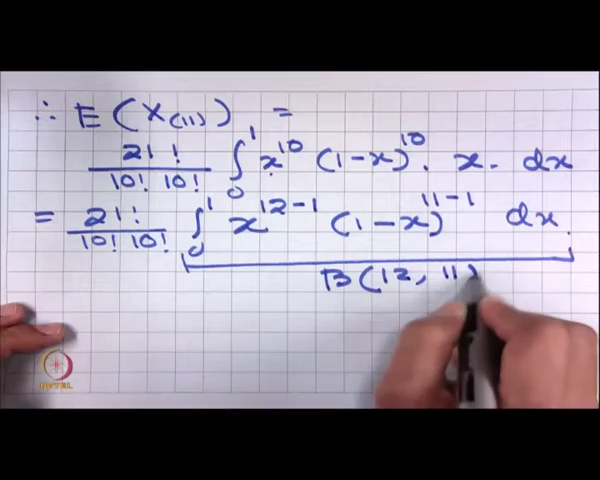 ∴ E(X₍₁₁₎) =
21!/(10! 10!) ∫₀¹ x¹⁰ (1-x)¹⁰. x. dx
= 21!/(10! 10!) ∫₀¹ x¹²⁻¹ (1-x)¹¹⁻¹ dx.
B(12, 11)
NPTEL